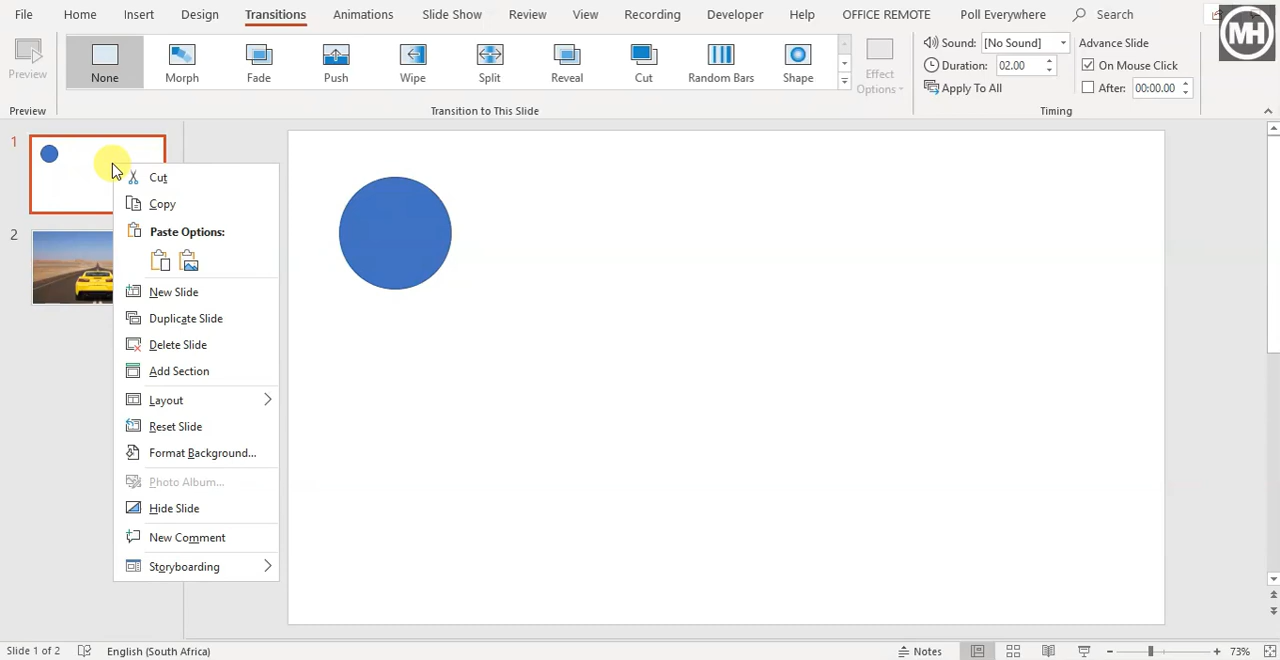 File Home Insert Design Transitions Animations Slide Show Review View Recording Developer Help OFFICE REMOTE Poll Everywhere Search
MH
Preview
None Morph Fade Push Wipe Split Reveal Cut Random Bars Shape
Effect
Options
Sound: [No Sound]
Duration: 02.00
Apply To All
Advance Slide
On Mouse Click
After: 00:00.00
Preview Transition to This Slide Timing
1
2
Cut
Copy
Paste Options:
New Slide
Duplicate Slide
Delete Slide
Add Section
Layout
Reset Slide
Format Background...
Photo Album...
Hide Slide
New Comment
Storyboarding
Slide 1 of 2 English (South Africa) Notes 73%